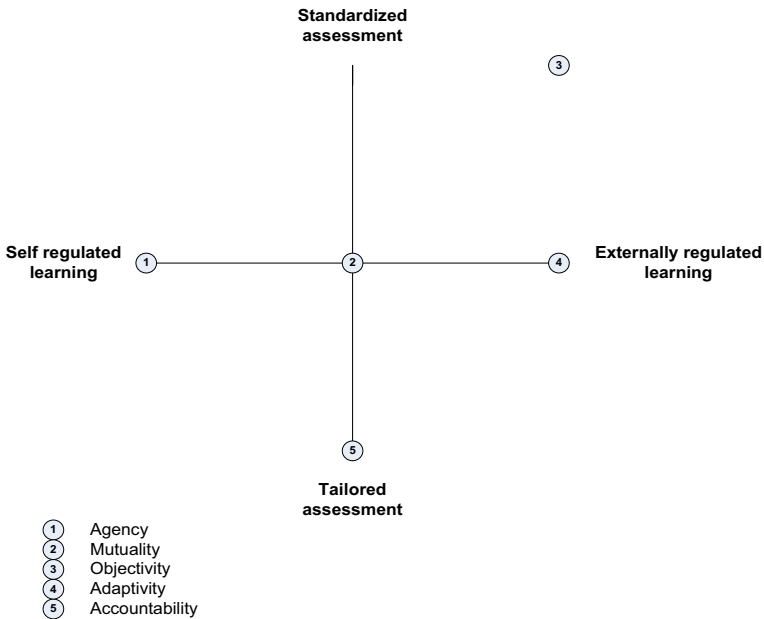 Standardized
assessment
3
Self regulated
learning
1
2
4
Externally regulated
learning
5
Tailored
assessment
1 Agency
2 Mutuality
3 Objectivity
4 Adaptivity
5 Accountability